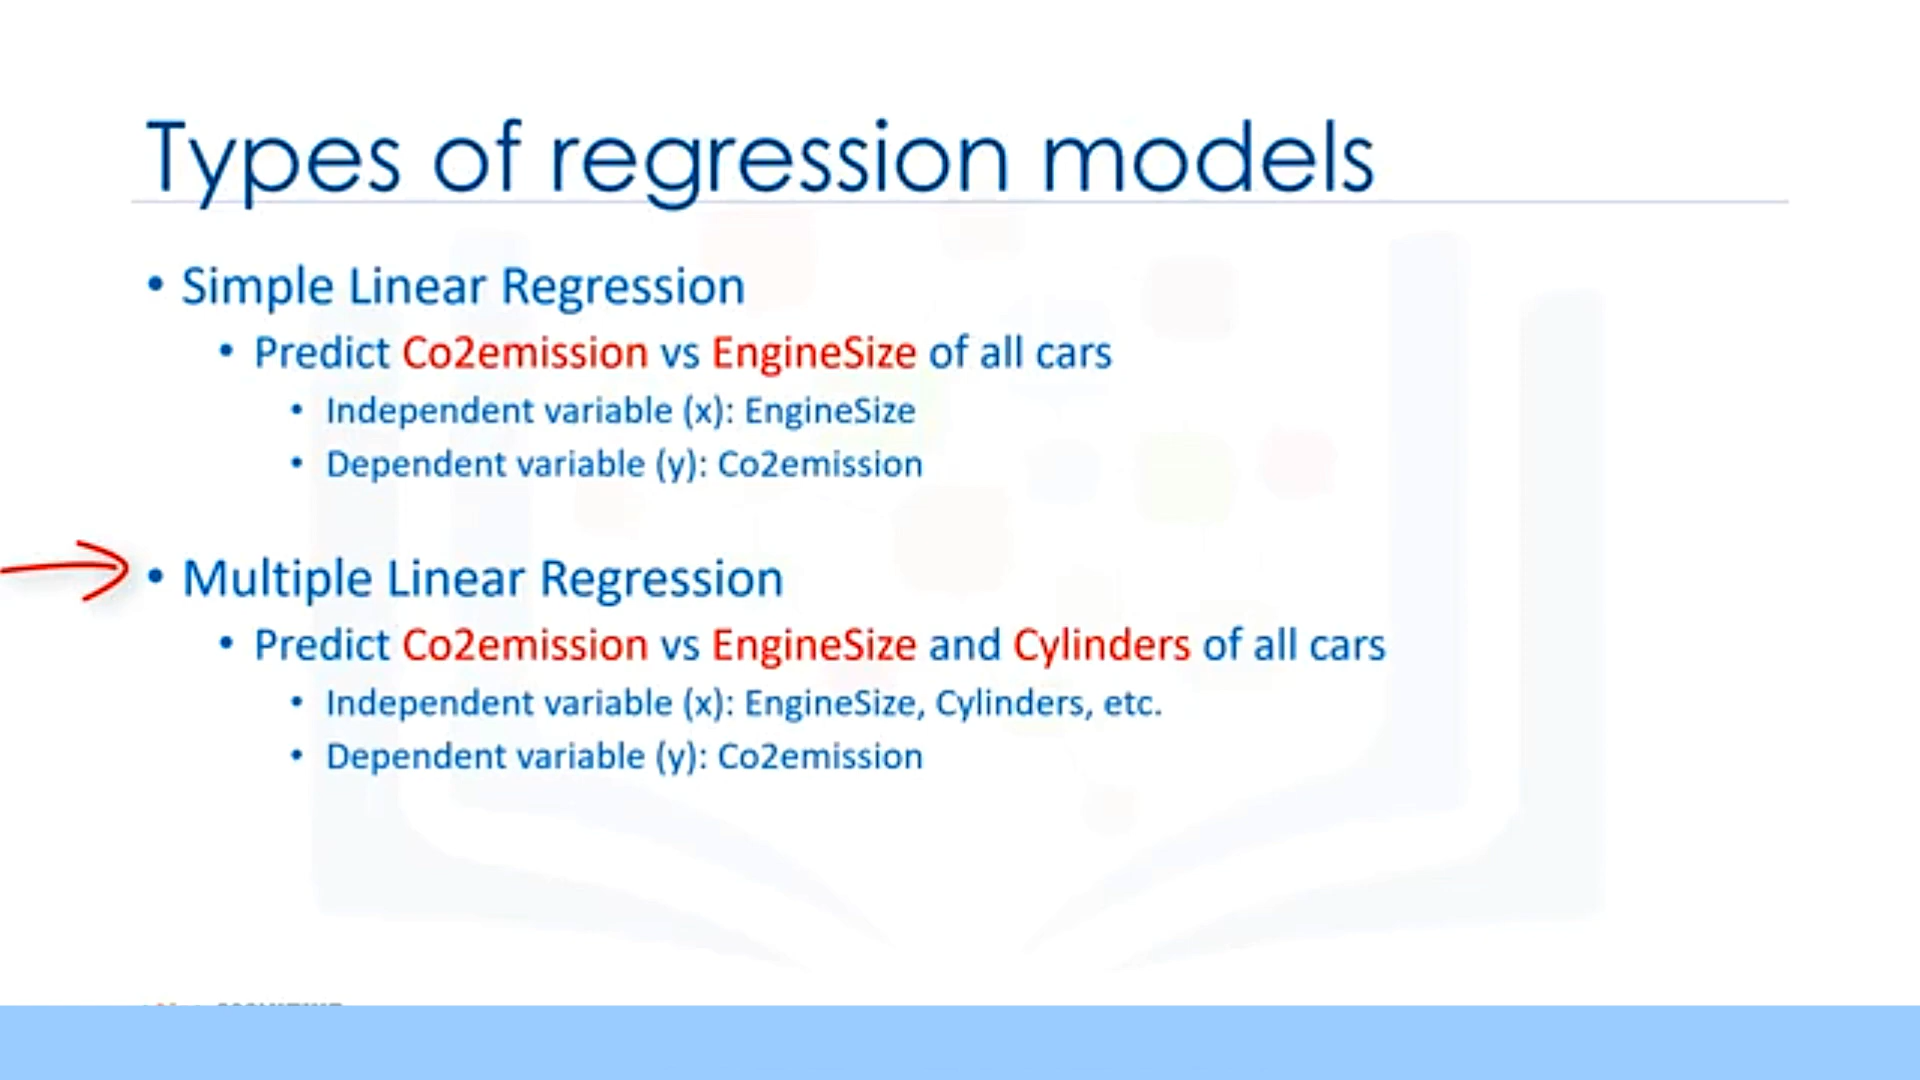 Types of regression models
• Simple Linear Regression
• Predict Co2emission vs EngineSize of all cars
• Independent variable (x): EngineSize
• Dependent variable (y): Co2emission
• Multiple Linear Regression
• Predict Co2emission vs EngineSize and Cylinders of all cars
• Independent variable (x): EngineSize, Cylinders, etc.
• Dependent variable (y): Co2emission